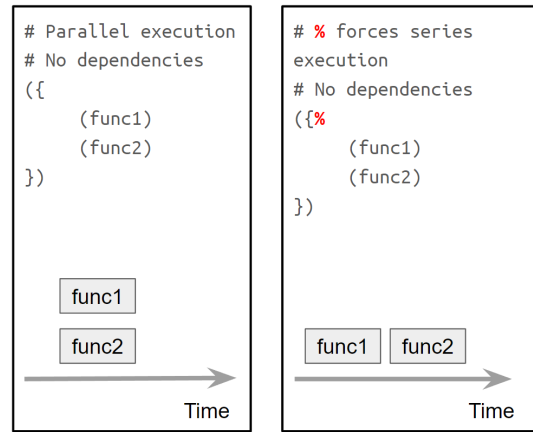 # Parallel execution
# No dependencies
({
(func1)
(func2)
})
func1
func2
Time
# % forces series
execution
# No dependencies
({%
(func1)
(func2)
})
func1 func2
Time